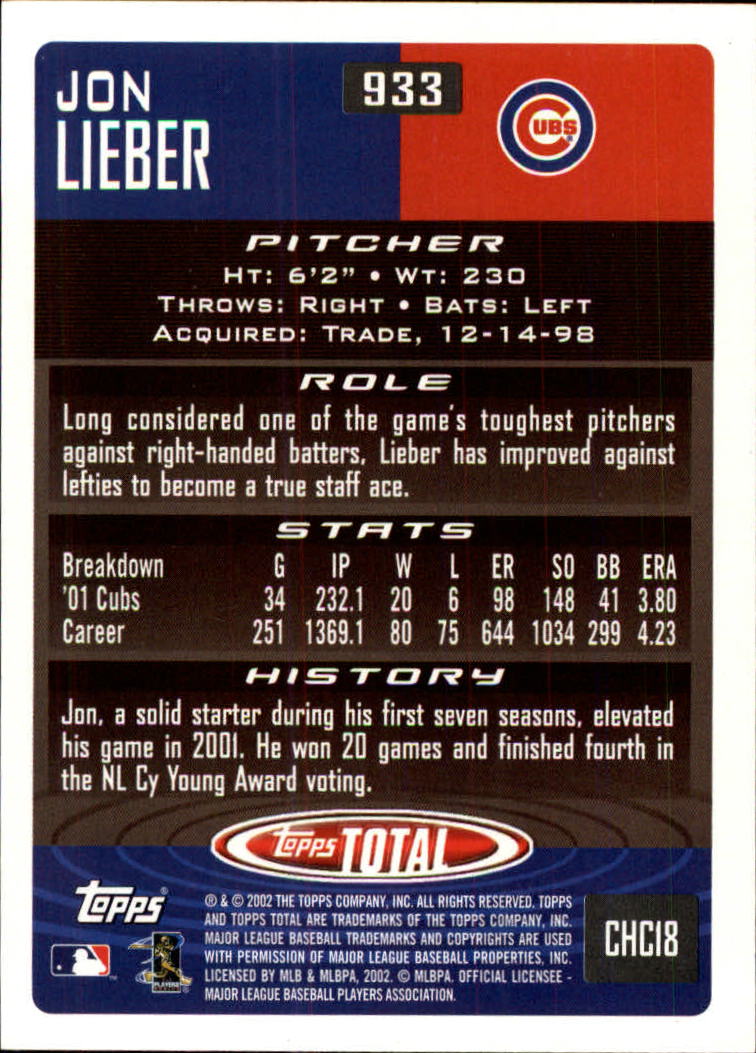 JON
LIEBER
933
CUBS
PITCHER
HT: 6'2" • WT: 230
THROWS: RIGHT • BATS: LEFT
ACQUIRED: TRADE, 12-14-98
ROLE
Long considered one of the game's toughest pitchers
against right-handed batters, Lieber has improved against
lefties to become a true staff ace.
STATS
Breakdown G IP W L ER SO BB ERA
'01 Cubs 34 232.1 20 6 98 148 41 3.80
Career 251 1369.1 80 75 644 1034 299 4.23
HISTORY
Jon, a solid starter during his first seven seasons, elevated
his game in 2001. He won 20 games and finished fourth in
the NL Cy Young Award voting.
Topps TOTAL
Topps®
® & © 2002 THE TOPPS COMPANY, INC. ALL RIGHTS RESERVED. TOPPS
AND TOPPS TOTAL ARE TRADEMARKS OF THE TOPPS COMPANY, INC.
MAJOR LEAGUE BASEBALL TRADEMARKS AND COPYRIGHTS ARE USED
WITH PERMISSION OF MAJOR LEAGUE BASEBALL PROPERTIES, INC.
LICENSED BY MLB & MLBPA, 2002. © MLBPA. OFFICIAL LICENSEE -
MAJOR LEAGUE BASEBALL PLAYERS ASSOCIATION.
PLAYERS
CHC18